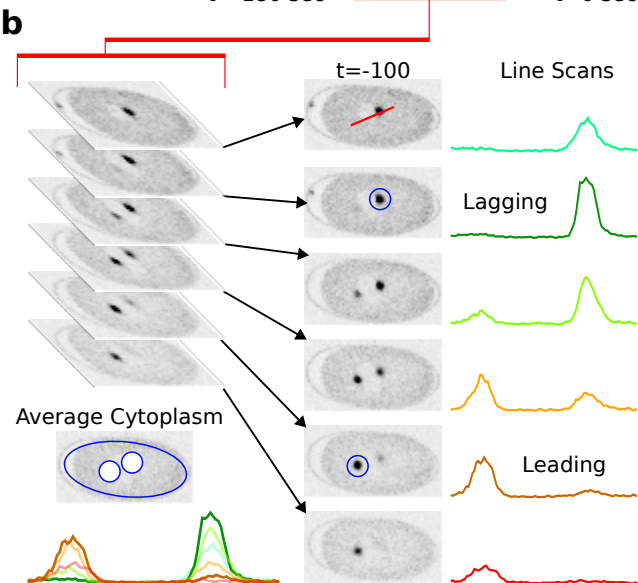 b
t=-100
Line Scans
Lagging
Average Cytoplasm
Leading